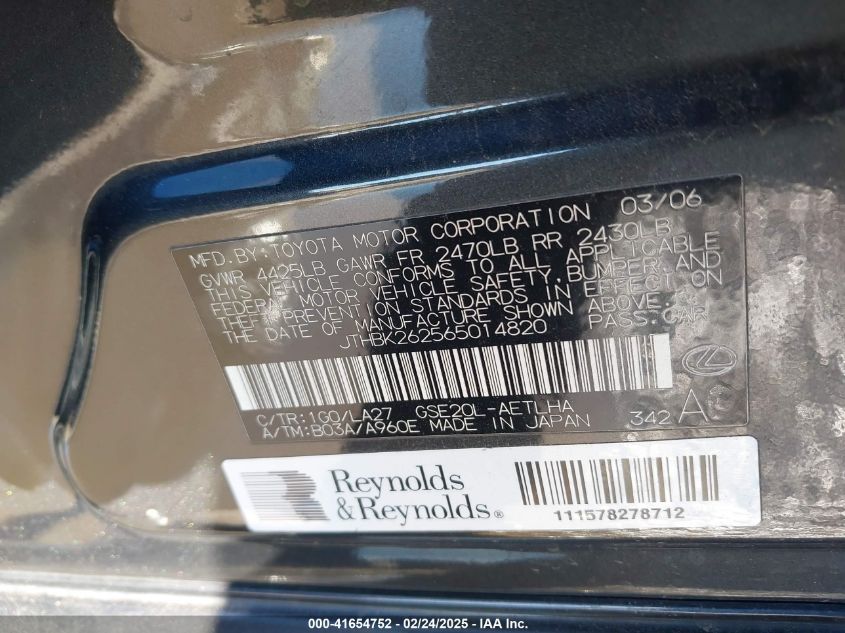 MFD.BY:TOYOTA MOTOR CORPORATION 03/06
GVWR 4425LB GAWR FR 2470LB RR 2430LB
THIS VEHICLE CONFORMS TO ALL APPLICABLE
FEDERAL MOTOR VEHICLE SAFETY,BUMPER,AND
THEFT PREVENTION STANDARDS IN EFFECT ON
THE DATE OF MANUFACTURE SHOWN ABOVE.
JTHBK262565014820 PASS.CAR
C/TR:1G0/LA27 GSE20L-AETLHA
A/TM:B03A/A960E MADE IN JAPAN 342
Reynolds
&Reynolds®
111578278712
000-41654752 - 02/24/2025 - IAA Inc.